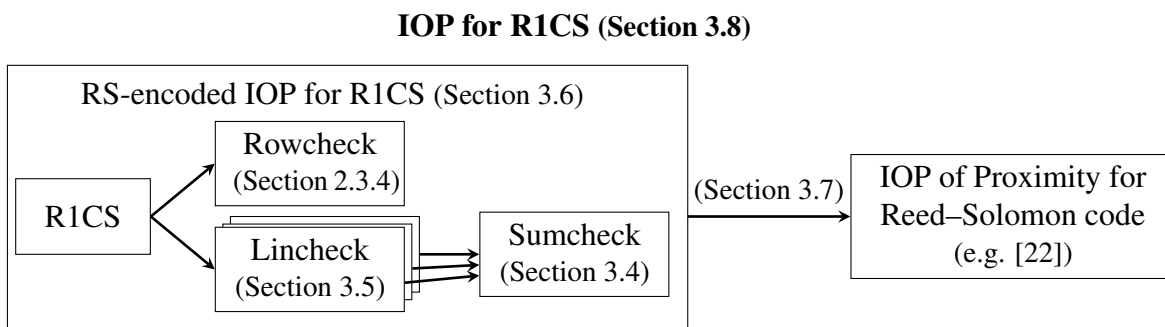 IOP for R1CS (Section 3.8)
RS-encoded IOP for R1CS (Section 3.6)
R1CS
Rowcheck
(Section 2.3.4)
Lincheck
(Section 3.5)
Sumcheck
(Section 3.4)
(Section 3.7)
IOP of Proximity for
Reed–Solomon code
(e.g. [22])